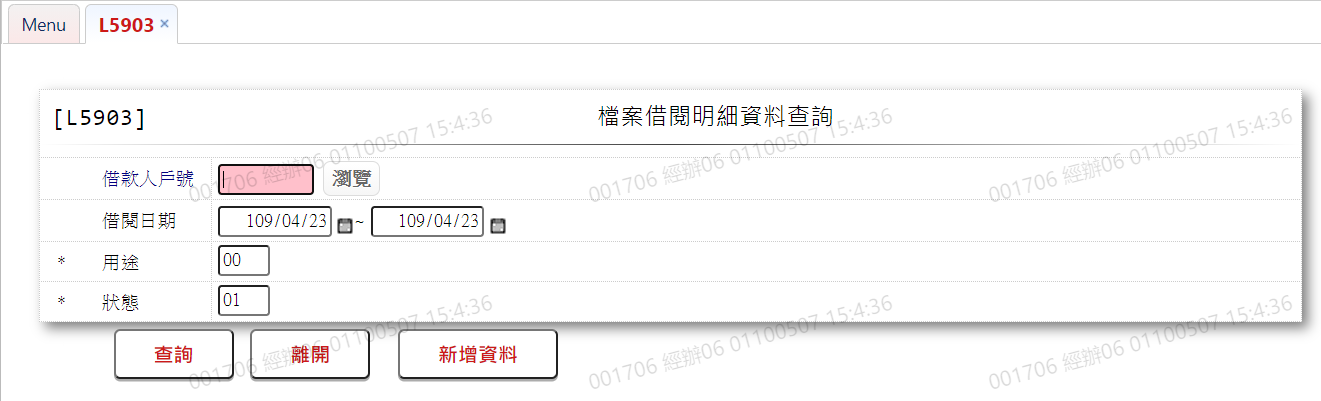 Menu L5903 ×
[L5903] 檔案借閱明細資料查詢
借款人戶號 瀏覽
借閱日期 109/04/23 ~ 109/04/23
* 用途 00
* 狀態 01
查詢 離開 新增資料
001706 經辦06 01100507 15:4:36
001706 經辦06 01100507 15:4:36
001706 經辦06 01100507 15:4:36
001706 經辦06 01100507 15:4:36
001706 經辦06 01100507 15:4:36
001706 經辦06 01100507 15:4:36